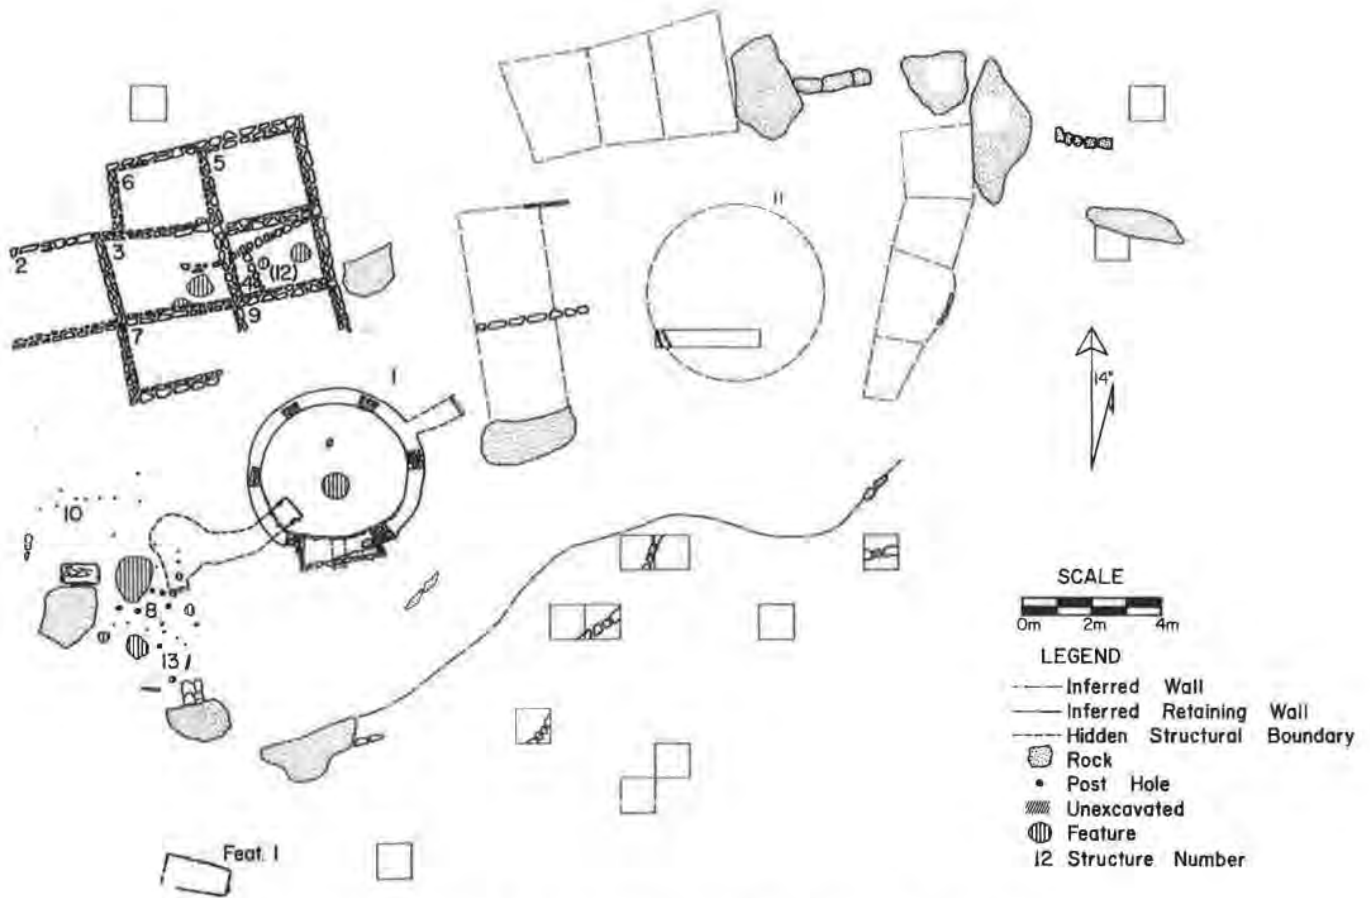 5
6
11
3
2
(12)
4
9
7
1
14°
10
SCALE
0m 2m 4m
8
LEGEND
13
Inferred Wall
Inferred Retaining Wall
Hidden Structural Boundary
Rock
Post Hole
Unexcavated
Feature
Feat. 1
12 Structure Number